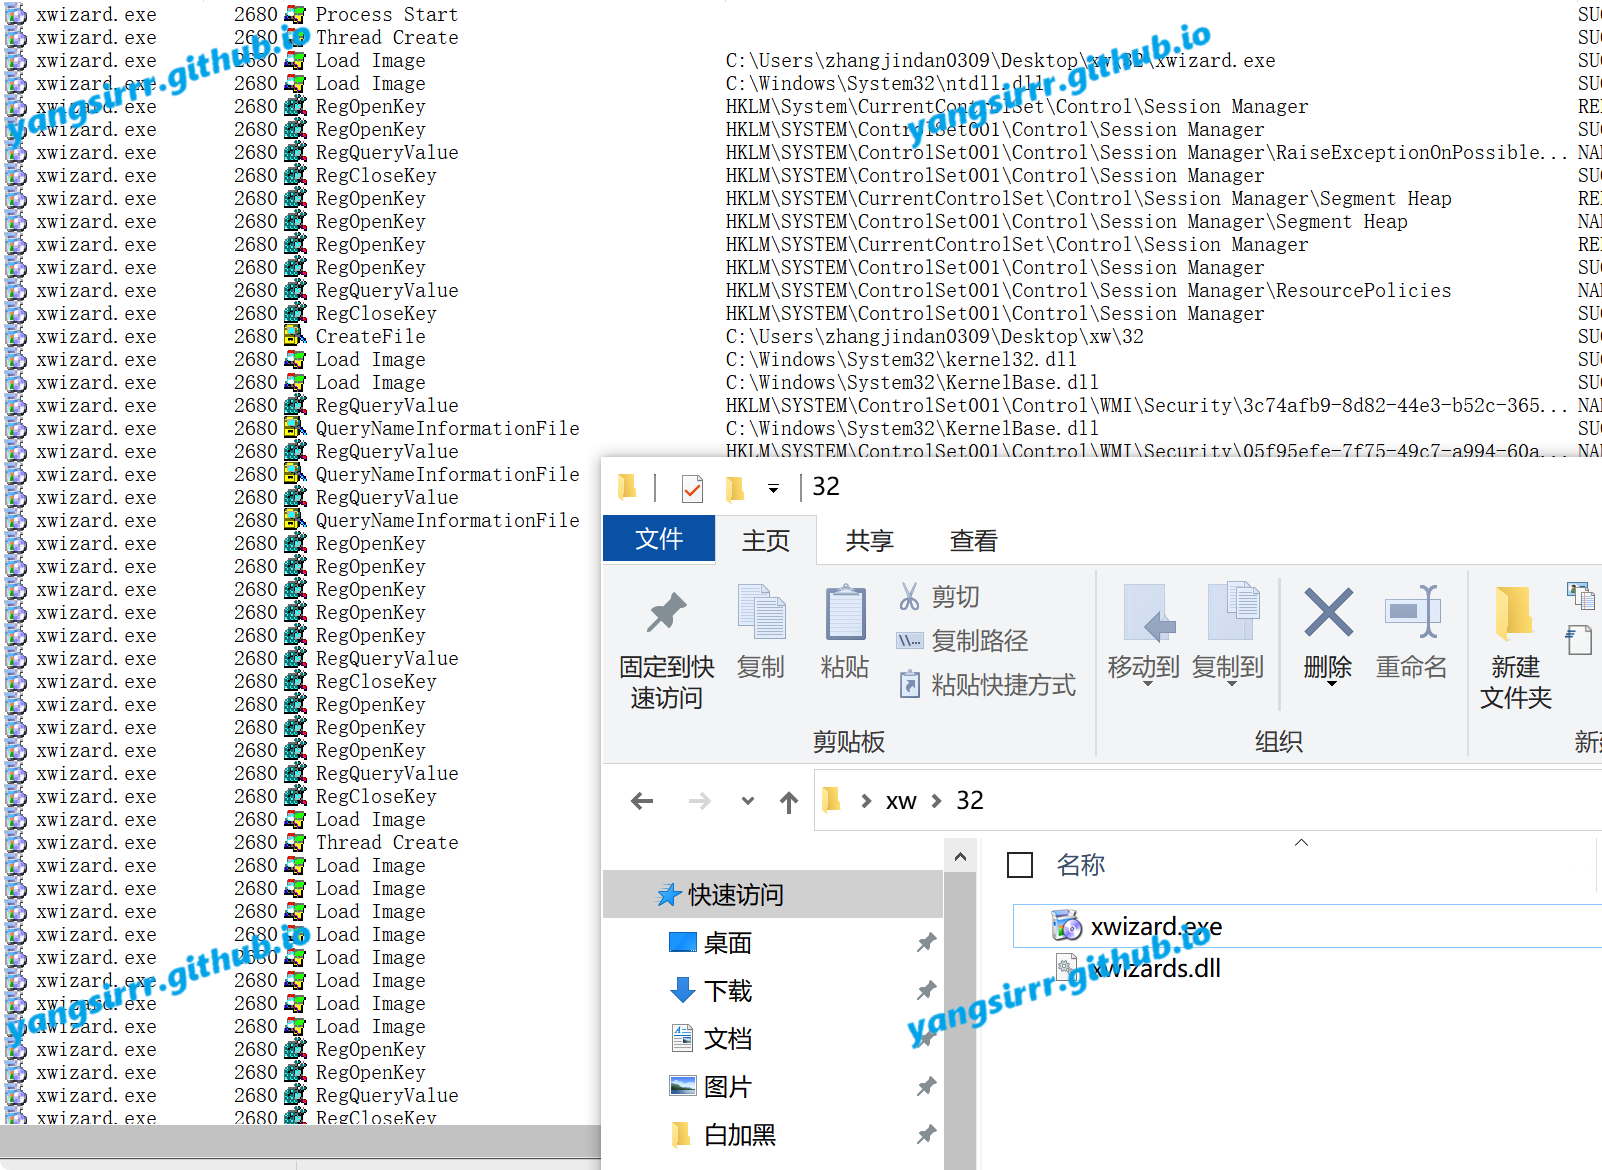 xwizard.exe 2680 Process Start SU
xwizard.exe 2680 Thread Create SU
xwizard.exe 2680 Load Image C:\Users\zhangjindan0309\Desktop\xw\32\xwizard.exe SU
xwizard.exe 2680 Load Image C:\Windows\System32\ntdll.dll SU
xwizard.exe 2680 RegOpenKey HKLM\System\CurrentControlSet\Control\Session Manager RE
xwizard.exe 2680 RegOpenKey HKLM\SYSTEM\ControlSet001\Control\Session Manager SU
xwizard.exe 2680 RegQueryValue HKLM\SYSTEM\ControlSet001\Control\Session Manager\RaiseExceptionOnPossible... NA
xwizard.exe 2680 RegCloseKey HKLM\SYSTEM\ControlSet001\Control\Session Manager SU
xwizard.exe 2680 RegOpenKey HKLM\SYSTEM\CurrentControlSet\Control\Session Manager\Segment Heap RE
xwizard.exe 2680 RegOpenKey HKLM\SYSTEM\ControlSet001\Control\Session Manager\Segment Heap NA
xwizard.exe 2680 RegOpenKey HKLM\SYSTEM\CurrentControlSet\Control\Session Manager RE
xwizard.exe 2680 RegOpenKey HKLM\SYSTEM\ControlSet001\Control\Session Manager SU
xwizard.exe 2680 RegQueryValue HKLM\SYSTEM\ControlSet001\Control\Session Manager\ResourcePolicies NA
xwizard.exe 2680 RegCloseKey HKLM\SYSTEM\ControlSet001\Control\Session Manager SU
xwizard.exe 2680 CreateFile C:\Users\zhangjindan0309\Desktop\xw\32 SU
xwizard.exe 2680 Load Image C:\Windows\System32\kernel32.dll SU
xwizard.exe 2680 Load Image C:\Windows\System32\KernelBase.dll SU
xwizard.exe 2680 RegQueryValue HKLM\SYSTEM\ControlSet001\Control\WMI\Security\3c74afb9-8d82-44e3-b52c-365... NA
xwizard.exe 2680 QueryNameInformationFile C:\Windows\System32\KernelBase.dll SU
xwizard.exe 2680 RegQueryValue HKLM\SYSTEM\ControlSet001\Control\WMI\Security\05f95efe-7f75-49c7-a994-60a... NA
xwizard.exe 2680 QueryNameInformationFile
xwizard.exe 2680 RegQueryValue
xwizard.exe 2680 QueryNameInformationFile
xwizard.exe 2680 RegOpenKey
xwizard.exe 2680 RegOpenKey
xwizard.exe 2680 RegOpenKey
xwizard.exe 2680 RegOpenKey
xwizard.exe 2680 RegOpenKey
xwizard.exe 2680 RegQueryValue
xwizard.exe 2680 RegCloseKey
xwizard.exe 2680 RegOpenKey
xwizard.exe 2680 RegOpenKey
xwizard.exe 2680 RegOpenKey
xwizard.exe 2680 RegQueryValue
xwizard.exe 2680 RegCloseKey
xwizard.exe 2680 Load Image
xwizard.exe 2680 Thread Create
xwizard.exe 2680 Load Image
xwizard.exe 2680 Load Image
xwizard.exe 2680 Load Image
xwizard.exe 2680 Load Image
xwizard.exe 2680 Load Image
xwizard.exe 2680 Load Image
xwizard.exe 2680 Load Image
xwizard.exe 2680 Load Image
xwizard.exe 2680 RegOpenKey
xwizard.exe 2680 RegOpenKey
xwizard.exe 2680 RegQueryValue
xwizard.exe 2680 RegCloseKey
yangsirrr.github.io
yangsirrr.github.io
yangsirrr.github.io
yangsirrr.github.io
32
文件 主页 共享 查看
固定到快
速访问
复制
粘贴
剪切
复制路径
粘贴快捷方式
剪贴板
移动到
复制到
删除
重命名
组织
新建
文件夹
新建
xw 32
快速访问
桌面
下载
文档
图片
白加黑
名称
xwizard.exe
xwizards.dll